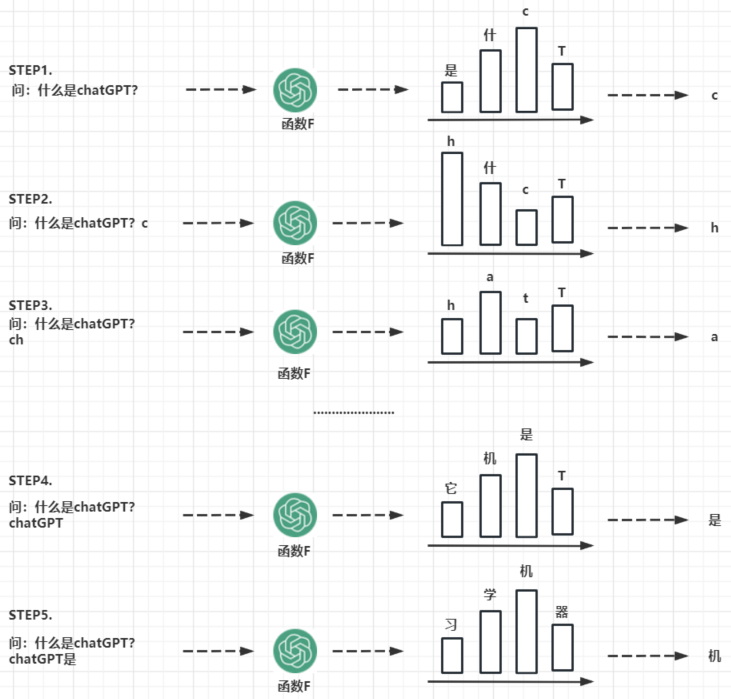 c
什
T
是
STEP1.
问：什么是chatGPT?
c
函数F
h
什
T
c
STEP2.
问：什么是chatGPT? c
h
函数F
a
t
T
h
STEP3.
问：什么是chatGPT?
ch
a
函数F
......................
是
机
T
它
STEP4.
问：什么是chatGPT?
chatGPT
是
函数F
机
学
器
习
STEP5.
问：什么是chatGPT?
chatGPT是
机
函数F